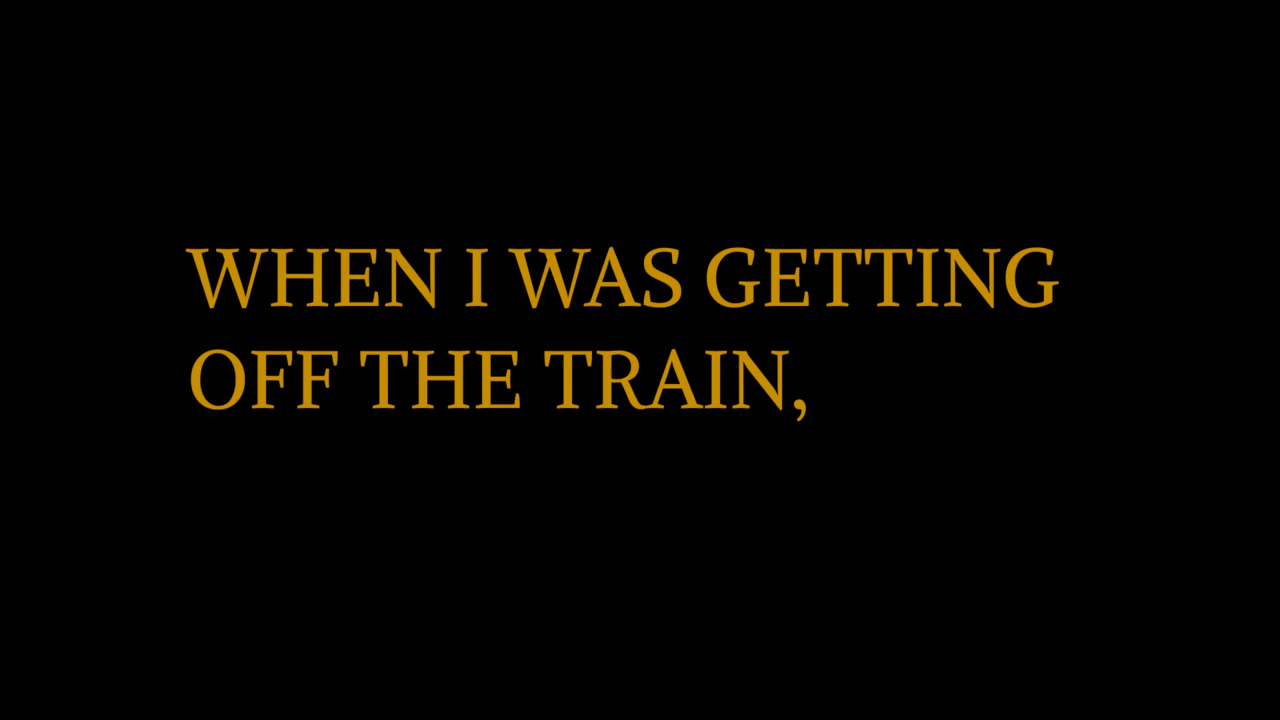 WHEN I WAS GETTING
OFF THE TRAIN,